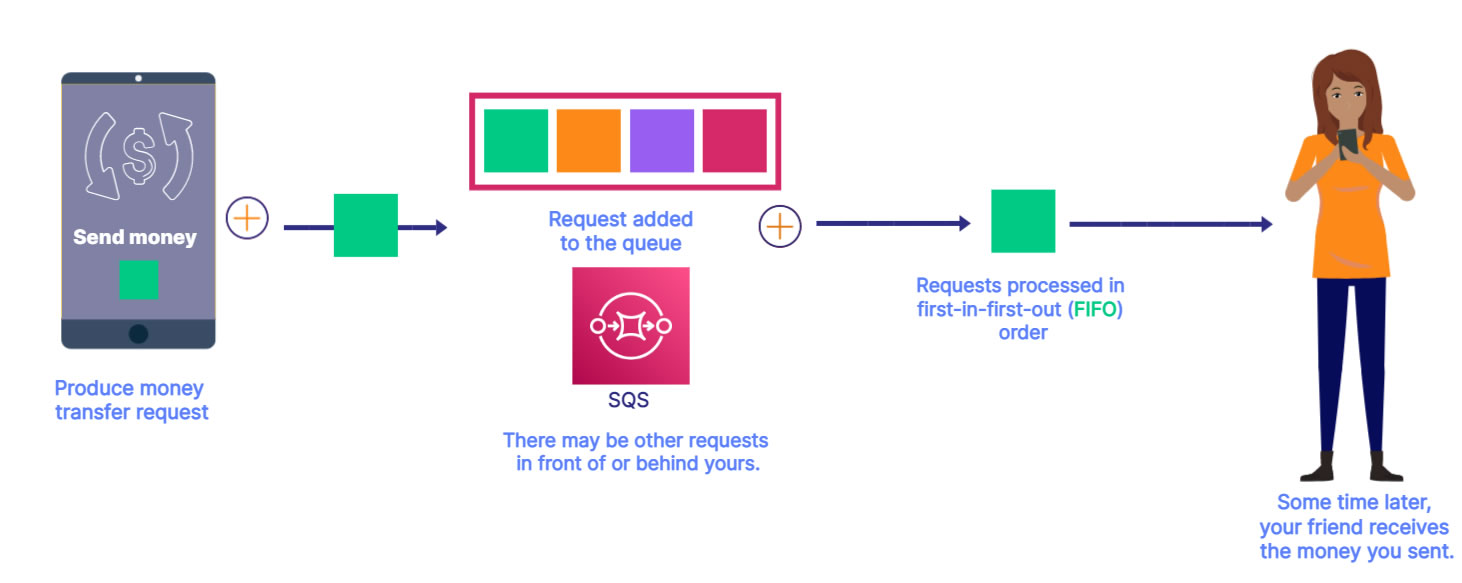 Send money
Produce money
transfer request
Request added
to the queue
SQS
There may be other requests
in front of or behind yours.
Requests processed in
first-in-first-out (FIFO)
order
Some time later,
your friend receives
the money you sent.